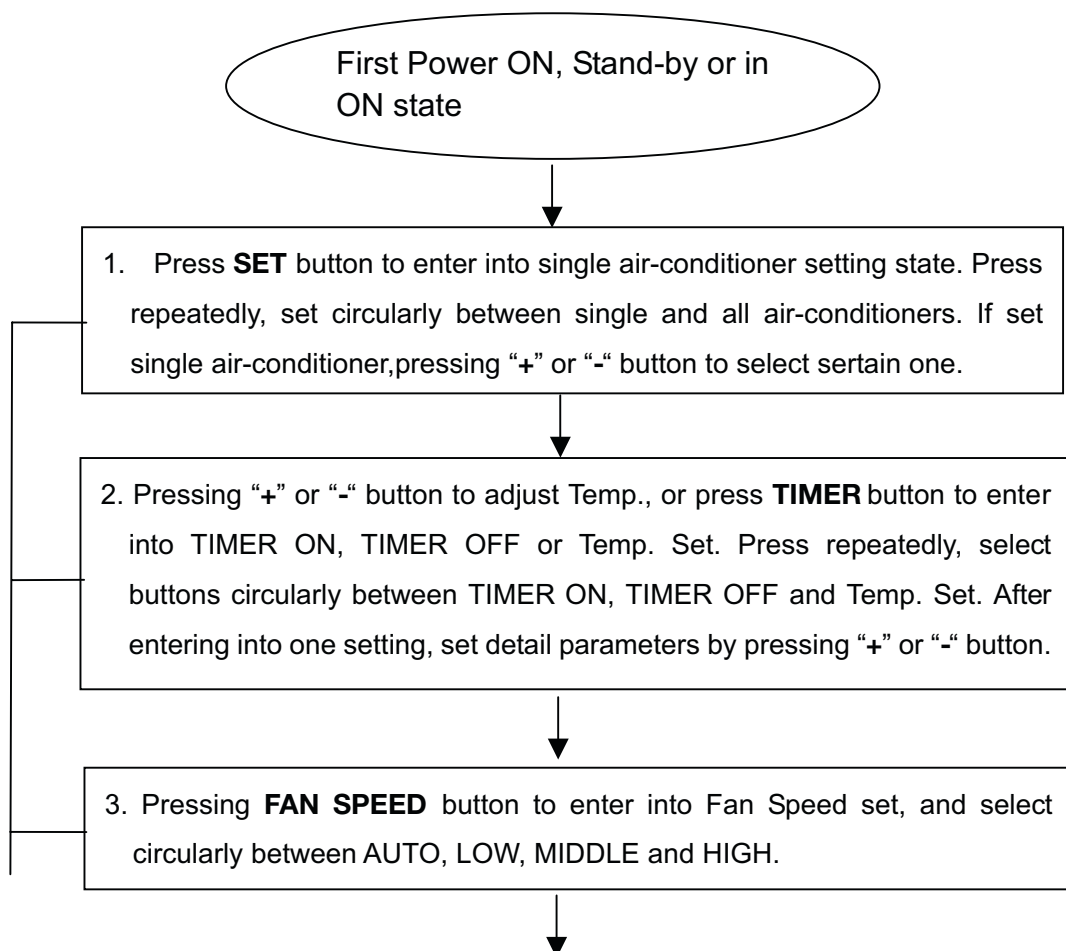 First Power ON, Stand-by or in
ON state
1. Press SET button to enter into single air-conditioner setting state. Press
repeatedly, set circularly between single and all air-conditioners. If set
single air-conditioner,pressing “+” or “-“ button to select sertain one.
2. Pressing “+” or “-“ button to adjust Temp., or press TIMER button to enter
into TIMER ON, TIMER OFF or Temp. Set. Press repeatedly, select
buttons circularly between TIMER ON, TIMER OFF and Temp. Set. After
entering into one setting, set detail parameters by pressing “+” or “-“ button.
3. Pressing FAN SPEED button to enter into Fan Speed set, and select
circularly between AUTO, LOW, MIDDLE and HIGH.